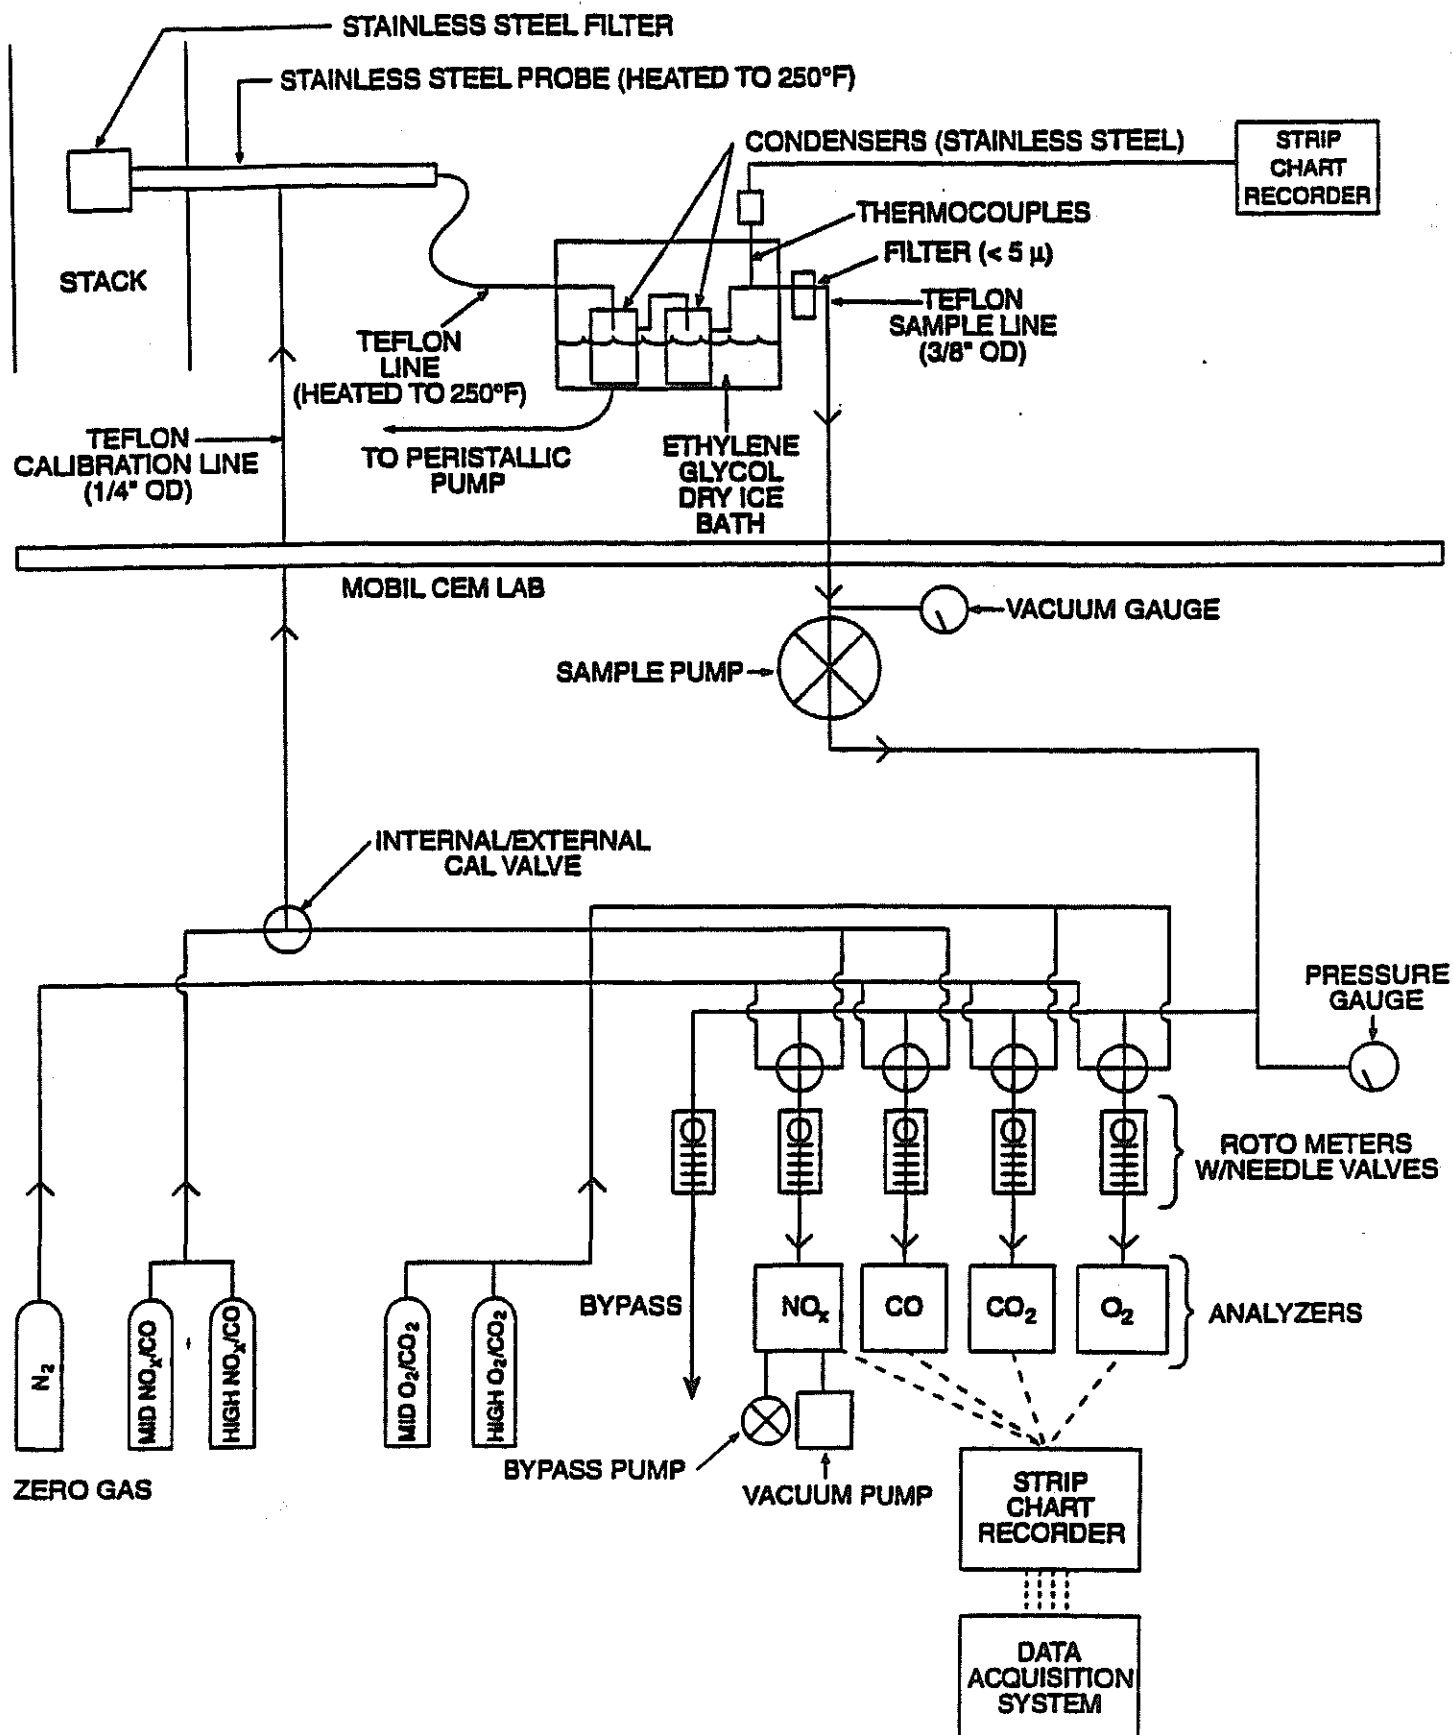 STAINLESS STEEL FILTER
STAINLESS STEEL PROBE (HEATED TO 250°F)
CONDENSERS (STAINLESS STEEL)
STRIP
CHART
RECORDER
THERMOCOUPLES
FILTER (< 5 μ)
STACK
TEFLON
SAMPLE LINE
(3/8" OD)
TEFLON
LINE
(HEATED TO 250°F)
TEFLON
CALIBRATION LINE
(1/4" OD)
TO PERISTALLIC
PUMP
ETHYLENE
GLYCOL
DRY ICE
BATH
MOBIL CEM LAB
VACUUM GAUGE
SAMPLE PUMP
INTERNAL/EXTERNAL
CAL VALVE
PRESSURE
GAUGE
ROTO METERS
W/NEEDLE VALVES
BYPASS
NOx
CO
CO2
O2
ANALYZERS
N2
MID NOx/CO
HIGH NOx/CO
MID O2/CO2
HIGH O2/CO2
ZERO GAS
BYPASS PUMP
VACUUM PUMP
STRIP
CHART
RECORDER
DATA
ACQUISITION
SYSTEM